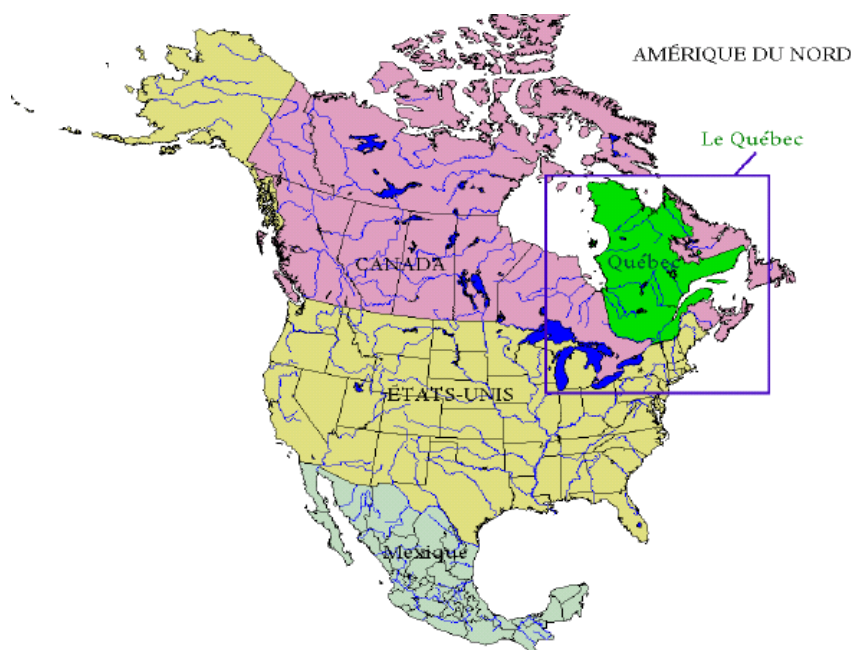 AMÉRIQUE DU NORD
Le Québec
CANADA
Québec
ÉTATS-UNIS
Mexique